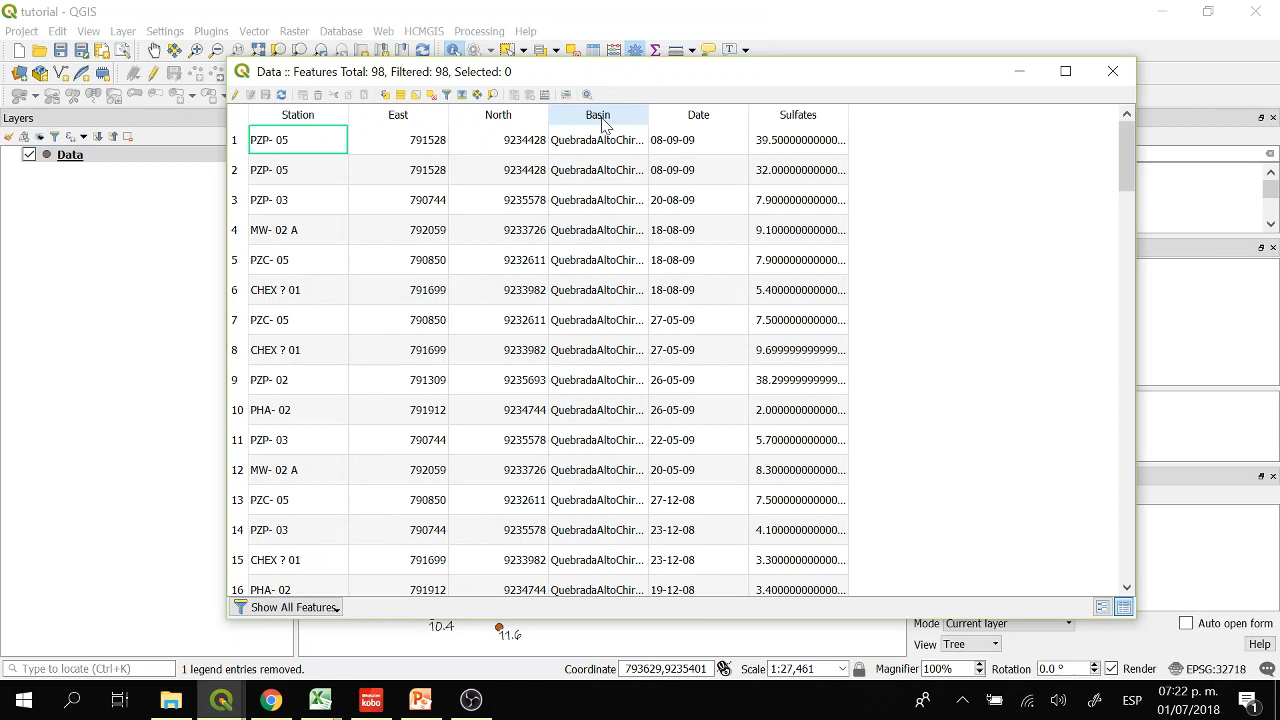 tutorial - QGIS
Project Edit View Layer Settings Plugins Vector Raster Database Web HCMGIS Processing Help
Data :: Features Total: 98, Filtered: 98, Selected: 0
Layers
Data
Station East North Basin Date Sulfates
1 PZP- 05 791528 9234428 QuebradaAltoChir... 08-09-09 39.50000000000...
2 PZP- 05 791528 9234428 QuebradaAltoChir... 08-09-09 32.00000000000...
3 PZP- 03 790744 9235578 QuebradaAltoChir... 20-08-09 7.900000000000...
4 MW- 02 A 792059 9233726 QuebradaAltoChir... 18-08-09 9.100000000000...
5 PZC- 05 790850 9232611 QuebradaAltoChir... 18-08-09 7.900000000000...
6 CHEX ? 01 791699 9233982 QuebradaAltoChir... 18-08-09 5.400000000000...
7 PZC- 05 790850 9232611 QuebradaAltoChir... 27-05-09 7.500000000000...
8 CHEX ? 01 791699 9233982 QuebradaAltoChir... 27-05-09 9.699999999999...
9 PZP- 02 791309 9235693 QuebradaAltoChir... 26-05-09 38.29999999999...
10 PHA- 02 791912 9234744 QuebradaAltoChir... 26-05-09 2.000000000000...
11 PZP- 03 790744 9235578 QuebradaAltoChir... 22-05-09 5.700000000000...
12 MW- 02 A 792059 9233726 QuebradaAltoChir... 20-05-09 8.300000000000...
13 PZC- 05 790850 9232611 QuebradaAltoChir... 27-12-08 7.500000000000...
14 PZP- 03 790744 9235578 QuebradaAltoChir... 23-12-08 4.100000000000...
15 CHEX ? 01 791699 9233982 QuebradaAltoChir... 23-12-08 3.300000000000...
16 PHA- 02 791912 9234744 QuebradaAltoChir... 19-12-08 3.400000000000...
Show All Features
10.4 11.6
Mode Current layer Auto open form
View Tree Help
Type to locate (Ctrl+K) 1 legend entries removed. Coordinate 793629,9235401 Scale 1:27,461 Magnifier 100% Rotation 0.0 ° Render EPSG:32718
kobo
ESP 07:22 p. m.
01/07/2018
1